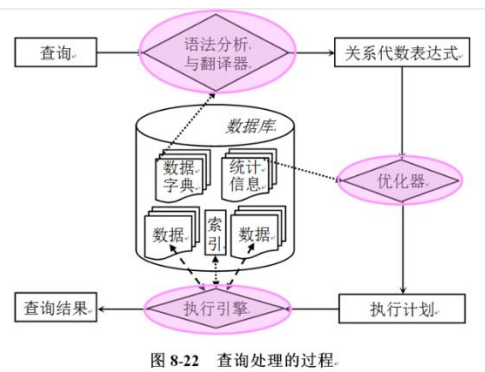 查询
语法分析
与翻译器
关系代数表达式
数据库
数据
字典
统计
信息
优化器
数据
索
引
数据
查询结果
执行引擎
执行计划
图 8-22 查询处理的过程